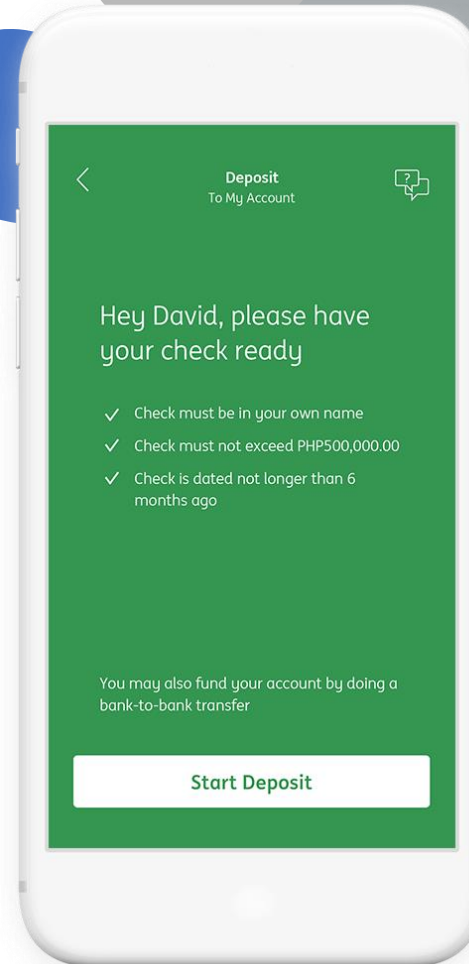 Deposit
To My Account
?
Hey David, please have
your check ready
Check must be in your own name
Check must not exceed PHP500,000.00
Check is dated not longer than 6
months ago
You may also fund your account by doing a
bank-to-bank transfer
Start Deposit